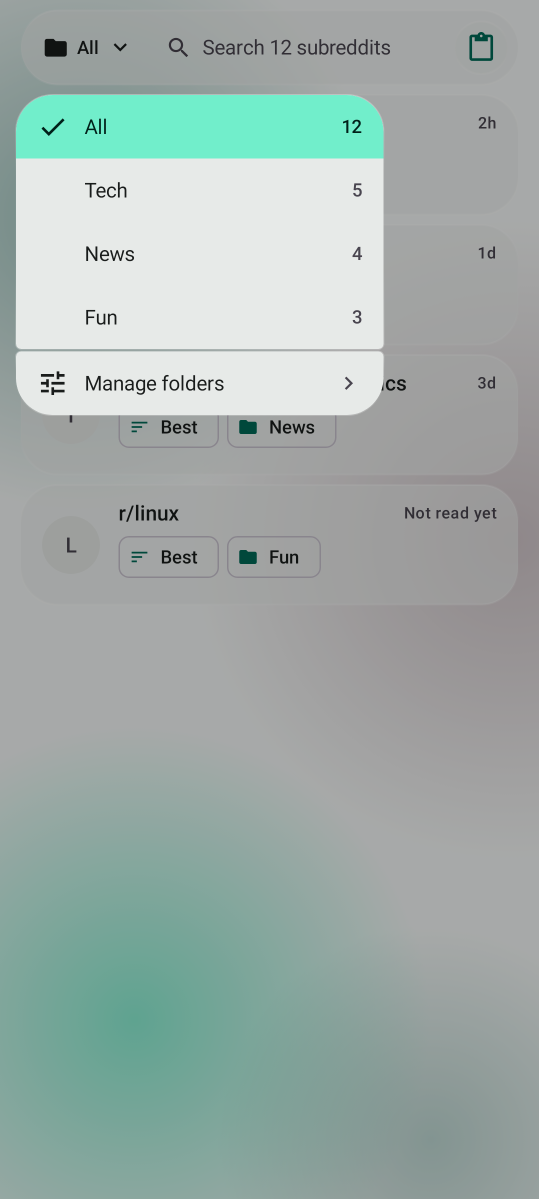 All
Search 12 subreddits
All 12
2h
Tech 5
News 4
1d
Fun 3
Manage folders
3d
Best
News
r/linux
Not read yet
L
Best
Fun